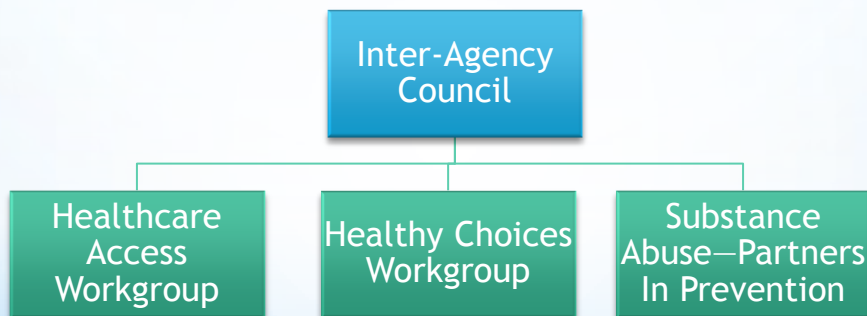 Inter-Agency
Council
Healthcare
Access
Workgroup
Healthy Choices
Workgroup
Substance
Abuse—Partners
In Prevention